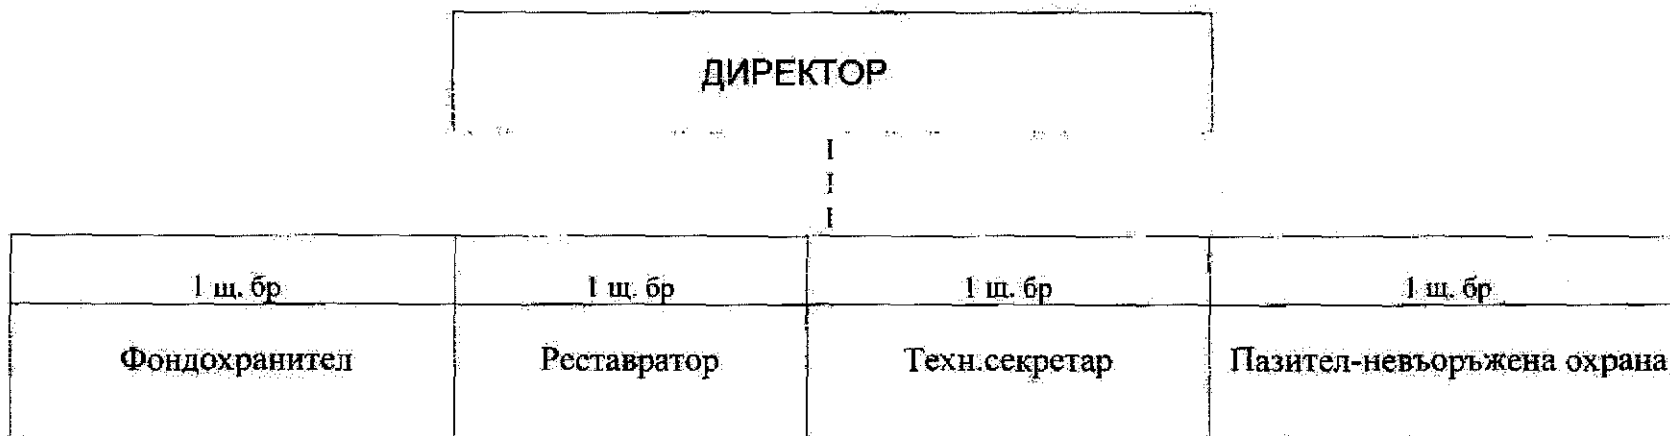 ДИРЕКТОР
1 щ. бр 1 щ. бр 1 щ. бр 1 щ. бр
Фондохранител Реставратор Техн.секретар Пазител-невъоръжена охрана